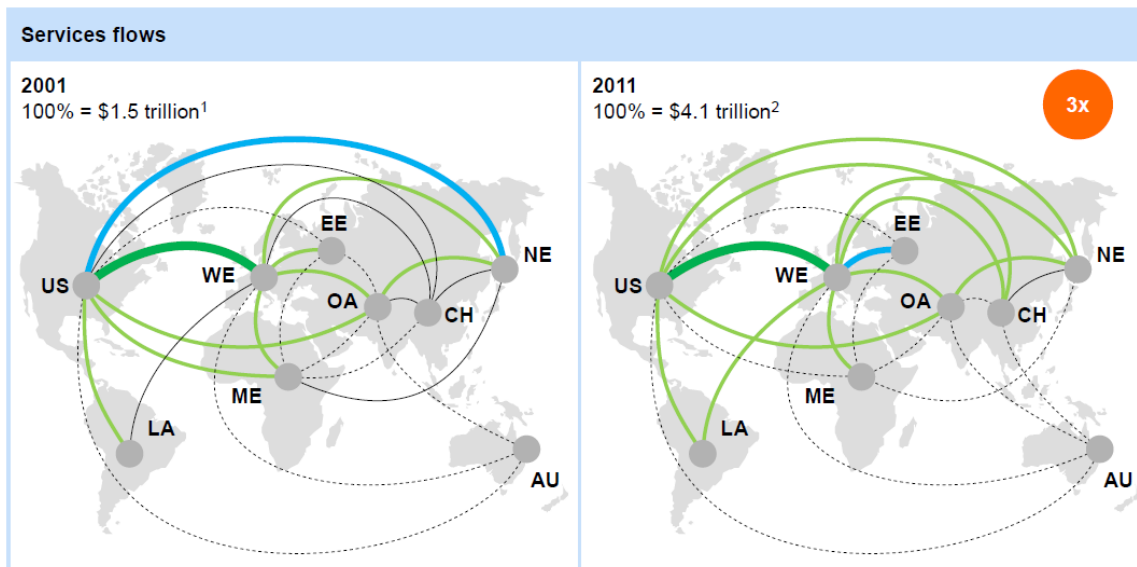 Services flows
2001
100% = $1.5 trillion¹
EE
NE
US
WE
OA
CH
ME
LA
AU
2011
100% = $4.1 trillion²
3x
EE
NE
US
WE
OA
CH
ME
LA
AU